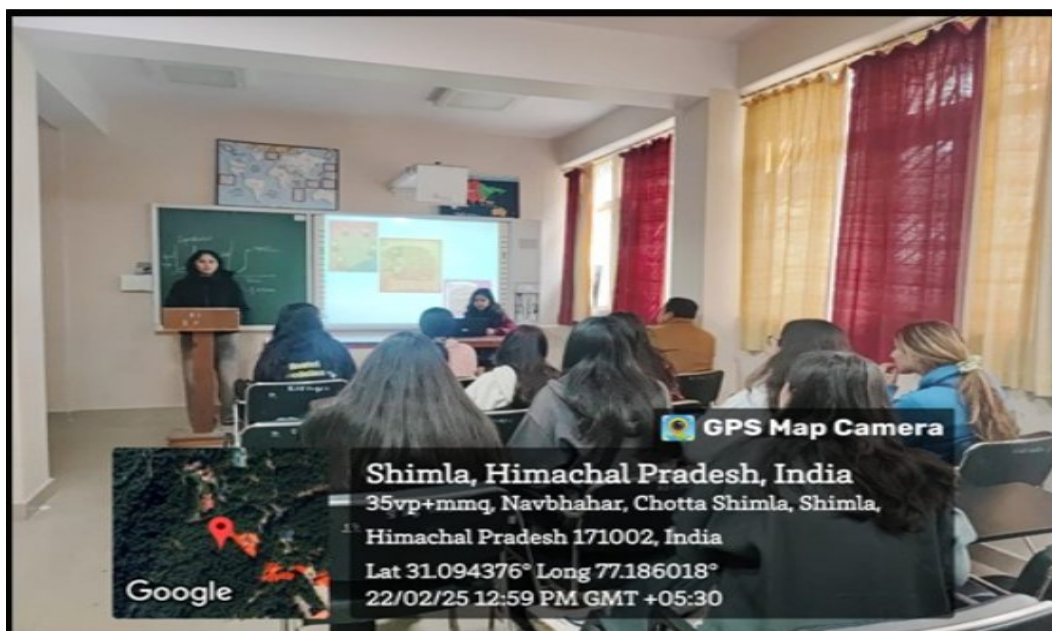 GPS Map Camera
Shimla, Himachal Pradesh, India
35vp+mmq, Navbhahar, Chotta Shimla, Shimla,
Himachal Pradesh 171002, India
Lat 31.094376° Long 77.186018°
22/02/25 12:59 PM GMT +05:30
Google